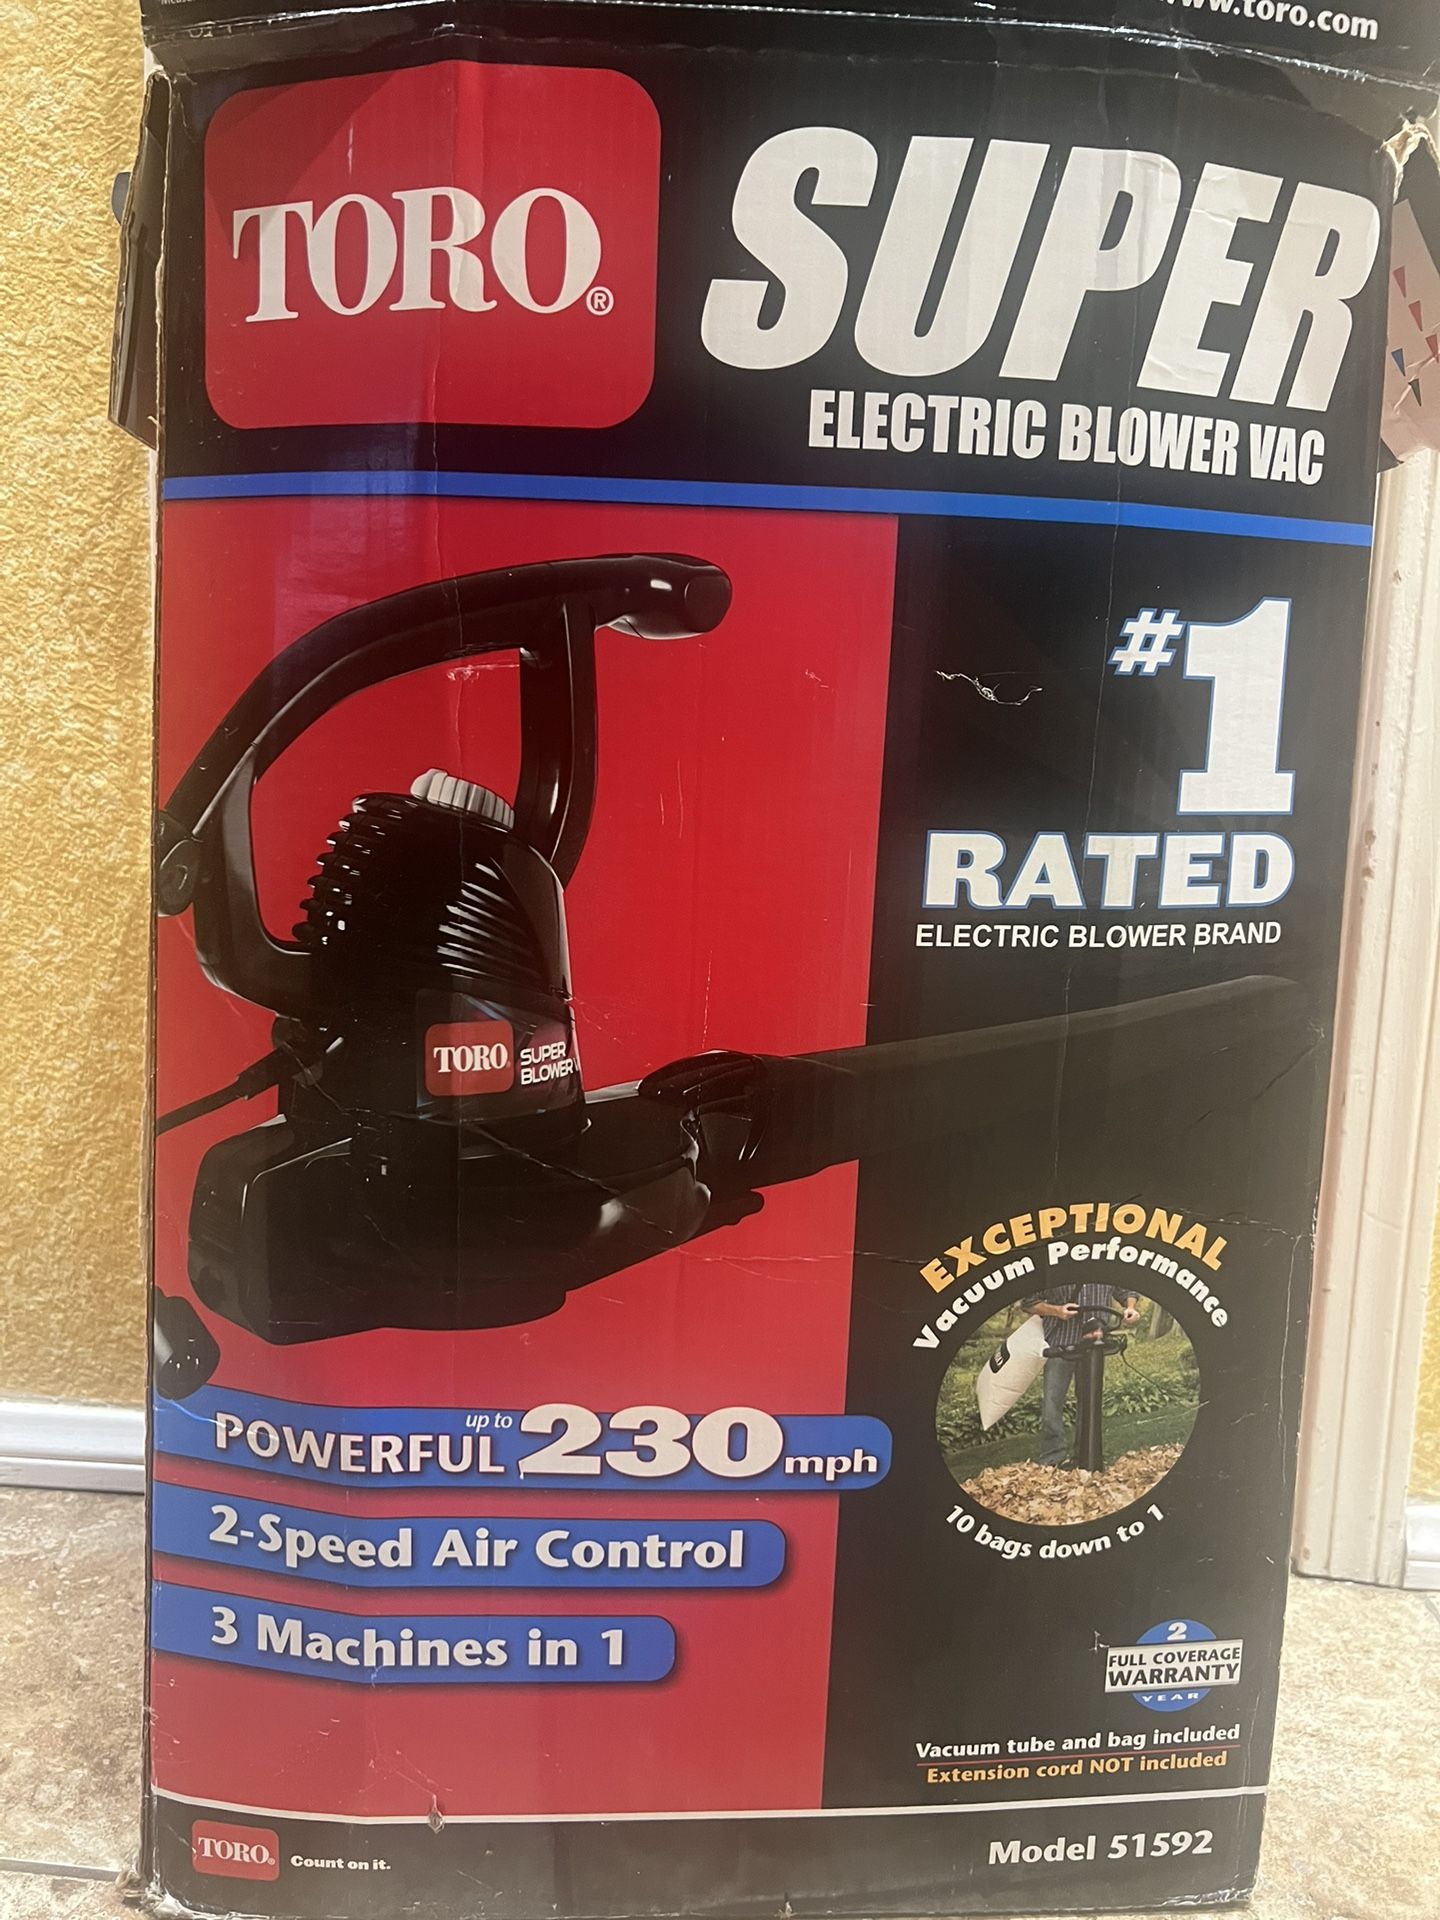 www.toro.com
TORO®
SUPER
ELECTRIC BLOWER VAC
#1
RATED
ELECTRIC BLOWER BRAND
TORO
SUPER
BLOWER
EXCEPTIONAL
Vacuum Performance
10 bags down to 1
POWERFUL up to 230 mph
2-Speed Air Control
3 Machines in 1
2
FULL COVERAGE
WARRANTY
YEAR
Vacuum tube and bag included
Extension cord NOT included
TORO® Count on it.
Model 51592